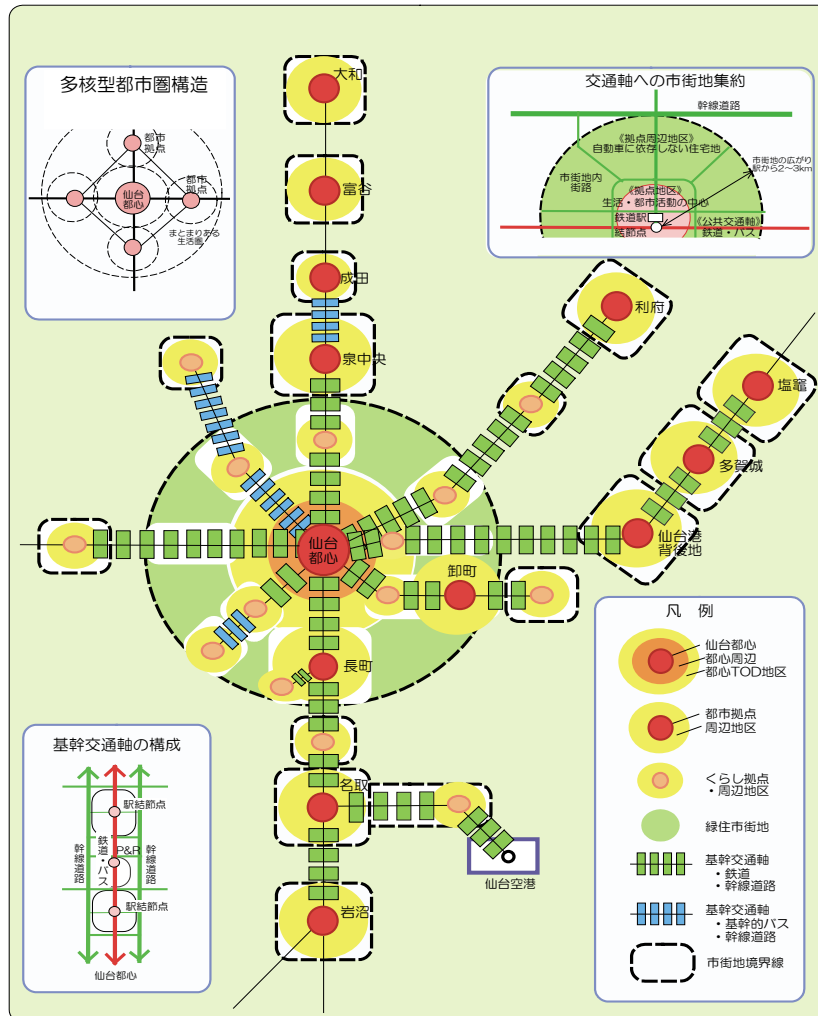 多核型都市圏構造
都市
拠点
都市
拠点
仙台
都心
まとまりある
生活圏
交通軸への市街地集約
幹線道路
《拠点周辺地区》
自動車に依存しない住宅地
市街地の広がり
駅から2〜3km
市街地内
街路
《拠点地区》
生活・都市活動の中心
鉄道駅
結節点
《公共交通軸》
鉄道・バス
大和
富谷
成田
泉中央
利府
塩竈
多賀城
仙台港
背後地
仙台
都心
卸町
長町
名取
仙台空港
岩沼
基幹交通軸の構成
駅結節点
幹線道路
鉄道・バス
P&R
幹線道路
駅結節点
仙台都心
凡 例
仙台都心
都心周辺
都心TOD地区
都市拠点
周辺地区
くらし拠点
・周辺地区
緑住市街地
基幹交通軸
・鉄道
・幹線道路
基幹交通軸
・基幹的バス
・幹線道路
市街地境界線